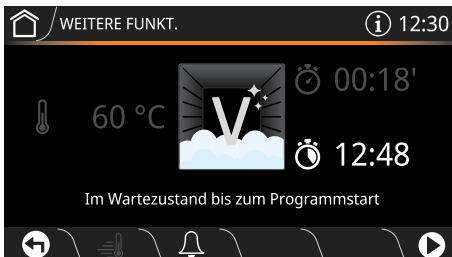 WEITERE FUNKT. i 12:30
60 °C V 00:18'
12:48
Im Wartezustand bis zum Programmstart